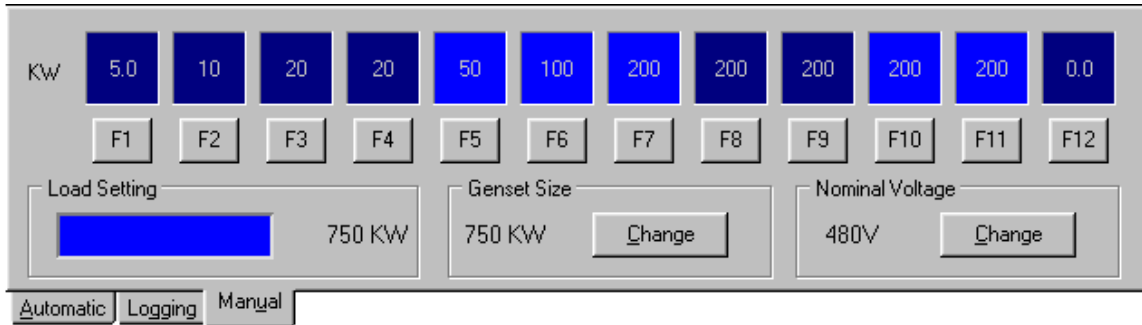 KW 5.0 10 20 20 50 100 200 200 200 200 200 0.0
F1 F2 F3 F4 F5 F6 F7 F8 F9 F10 F11 F12
Load Setting Genset Size Nominal Voltage
750 KW 750 KW Change 480V Change
Automatic Logging Manual